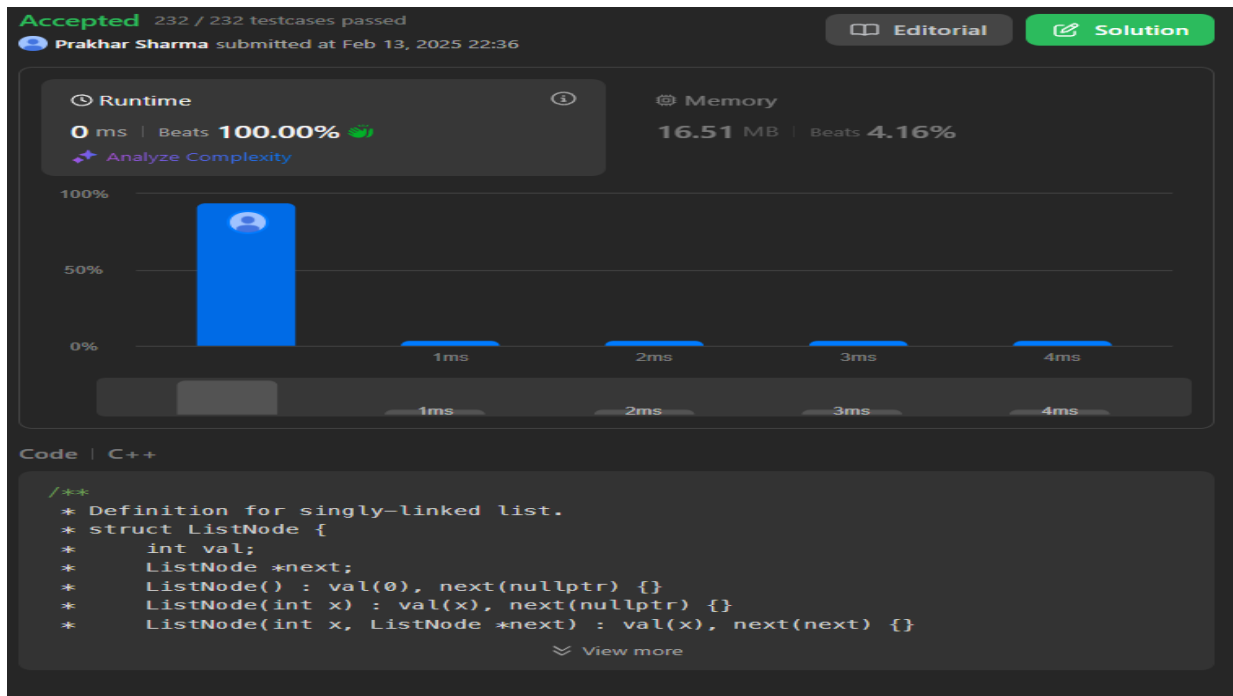 Accepted 232 / 232 testcases passed
Prakhar Sharma submitted at Feb 13, 2025 22:36
Editorial
Solution
Runtime
0 ms | Beats 100.00%
Analyze Complexity
Memory
16.51 MB | Beats 4.16%
100%
50%
0%
1ms 2ms 3ms 4ms
1ms 2ms 3ms 4ms
Code | C++
/**
 * Definition for singly-linked list.
 * struct ListNode {
 *     int val;
 *     ListNode *next;
 *     ListNode() : val(0), next(nullptr) {}
 *     ListNode(int x) : val(x), next(nullptr) {}
 *     ListNode(int x, ListNode *next) : val(x), next(next) {}
View more